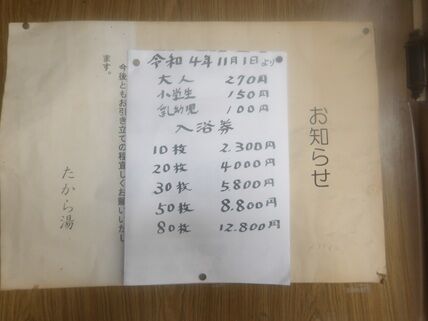 お知らせ
令和4年11月1日より
大人 270円
小学生 150円
乳幼児 100円
入浴券
10枚 2.300円
20枚 4000円
30枚 5.800円
50枚 8.800円
80枚 12.800円
今後ともお引き立ての程宜しくお願いいたし
ます。
たから湯